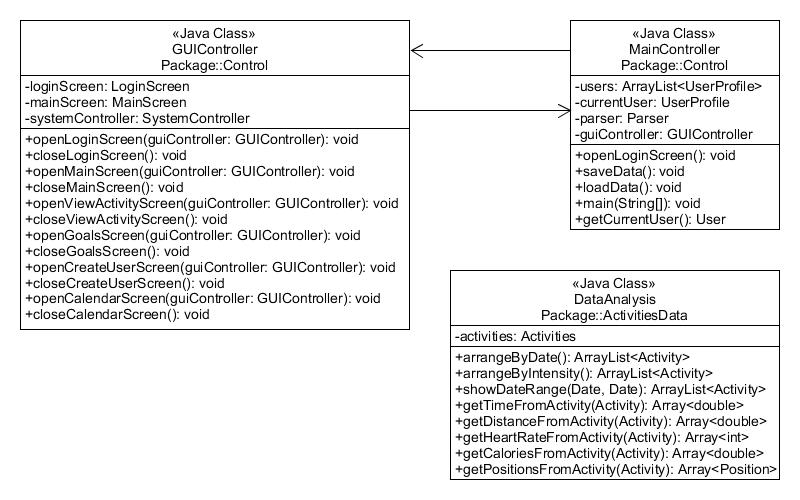 «Java Class»
GUIController
Package::Control
-loginScreen: LoginScreen
-mainScreen: MainScreen
-systemController: SystemController
+openLoginScreen(guiController: GUIController): void
+closeLoginScreen(): void
+openMainScreen(guiController: GUIController): void
+closeMainScreen(): void
+openViewActivityScreen(guiController: GUIController): void
+closeViewActivityScreen(): void
+openGoalsScreen(guiController: GUIController): void
+closeGoalsScreen(): void
+openCreateUserScreen(guiController: GUIController): void
+closeCreateUserScreen(): void
+openCalendarScreen(guiController: GUIController): void
+closeCalendarScreen(): void
«Java Class»
MainController
Package::Control
-users: ArrayList<UserProfile>
-currentUser: UserProfile
-parser: Parser
-guiController: GUIController
+openLoginScreen(): void
+saveData(): void
+loadData(): void
+main(String[]): void
+getCurrentUser(): User
«Java Class»
DataAnalysis
Package::ActivitiesData
-activities: Activities
+arrangeByDate(): ArrayList<Activity>
+arrangeByIntensity(): ArrayList<Activity>
+showDateRange(Date, Date): ArrayList<Activity>
+getTimeFromActivity(Activity): Array<double>
+getDistanceFromActivity(Activity): Array<double>
+getHeartRateFromActivity(Activity): Array<int>
+getCaloriesFromActivity(Activity): Array<double>
+getPositionsFromActivity(Activity): Array<Position>